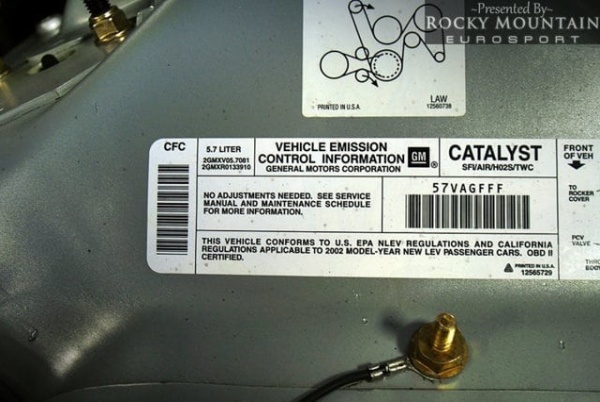 -Presented By-
ROCKY MOUNTAIN
EUROSPORT
PRINTED IN U.S.A
LAW
12560738
CFC
5.7 LITER
2GMXV05.7061
2GMXR0133910
VEHICLE EMISSION
CONTROL INFORMATION
GENERAL MOTORS CORPORATION
GM ®
CATALYST
SFI/AIR/HO2S/TWC
FRONT
OF VEH
NO ADJUSTMENTS NEEDED. SEE SERVICE
MANUAL AND MAINTENANCE SCHEDULE
FOR MORE INFORMATION.
57VAGFFF
TO
ROCKER
COVER
THIS VEHICLE CONFORMS TO U.S. EPA NLEV REGULATIONS AND CALIFORNIA
REGULATIONS APPLICABLE TO 2002 MODEL-YEAR NEW LEV PASSENGER CARS. OBD II
CERTIFIED.
PRINTED IN U.S.A.
12565729
PCV
VALVE